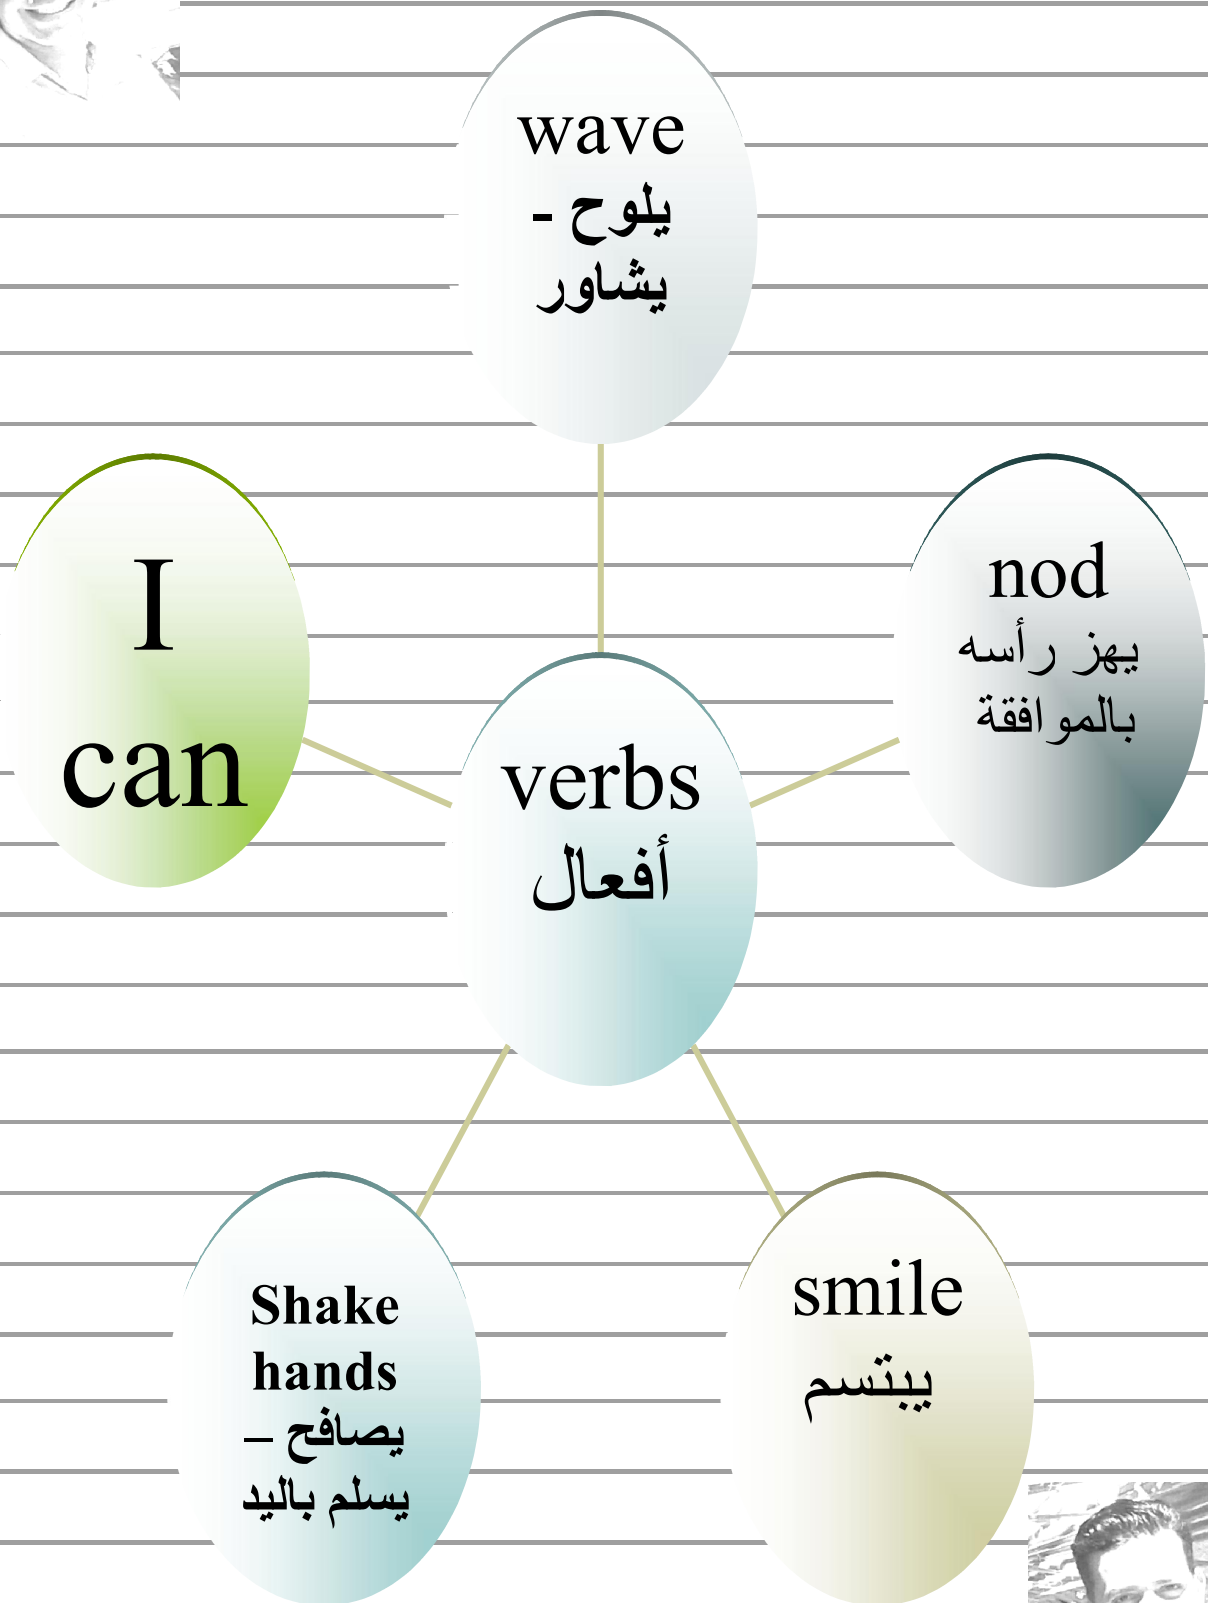 wave
يلوح -
يشاور
I
can
nod
يهز رأسه
بالموافقة
verbs
أفعال
Shake
hands
يصافح –
يسلم باليد
smile
يبتسم